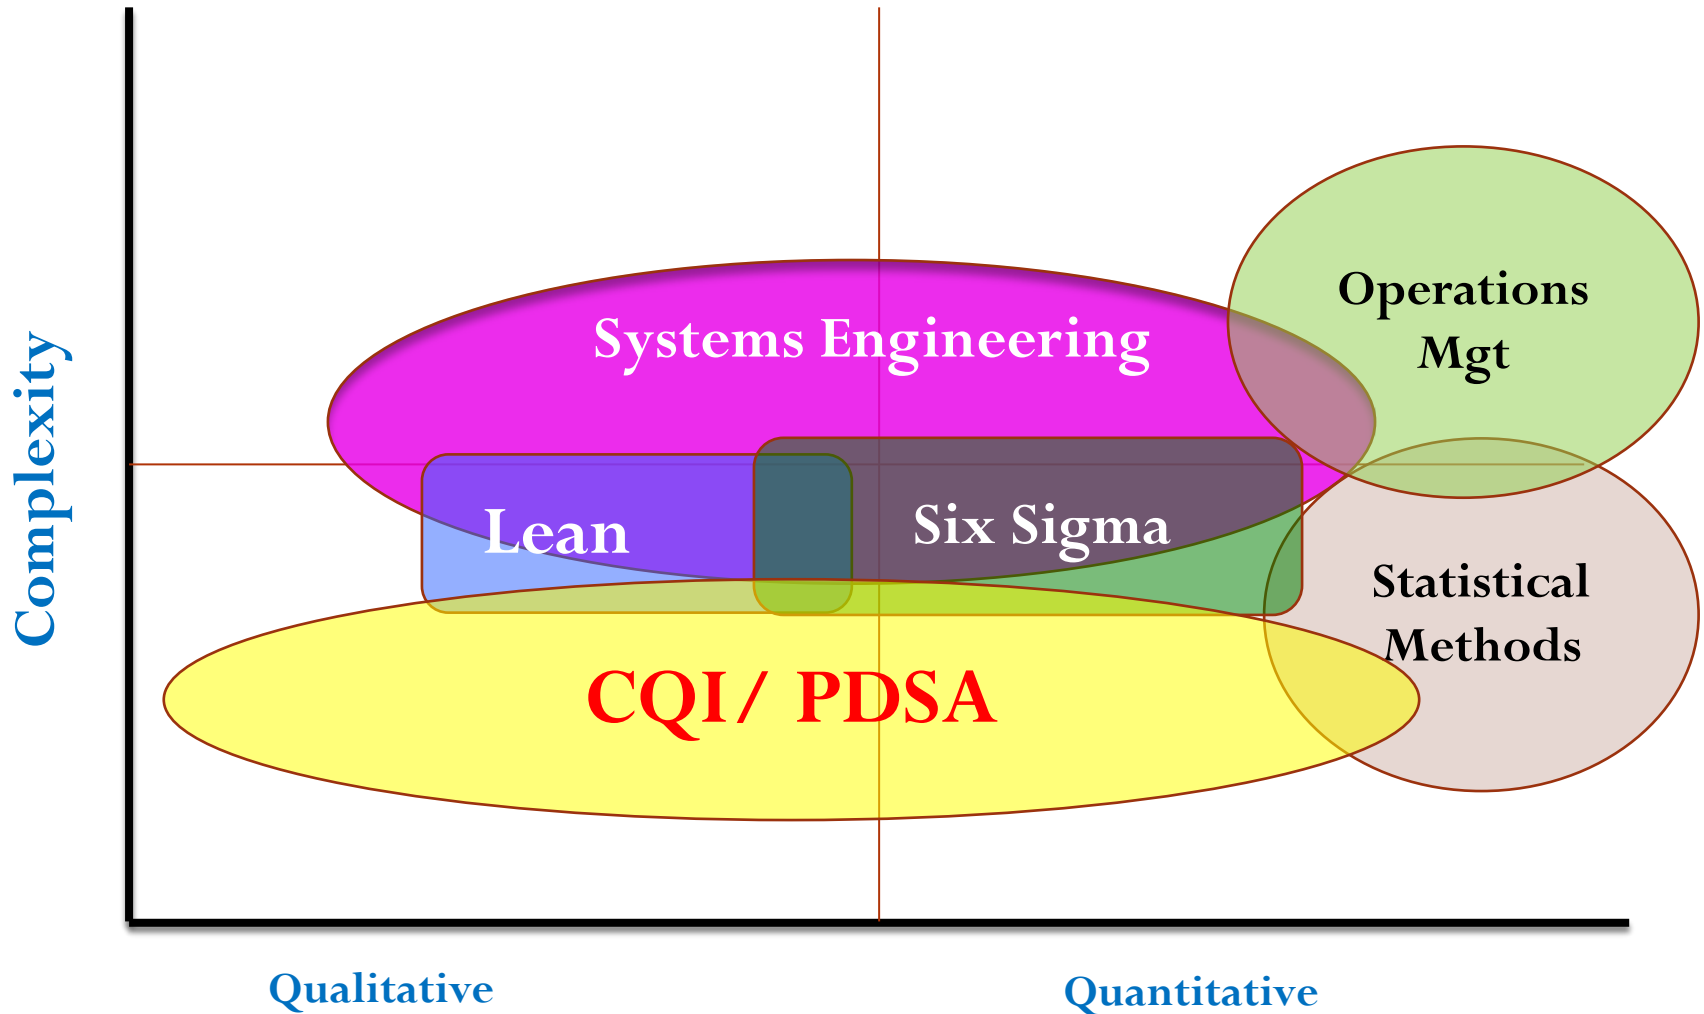 Complexity
Systems Engineering
Operations
Mgt
Lean
Six Sigma
Statistical
Methods
CQI/ PDSA
Qualitative
Quantitative